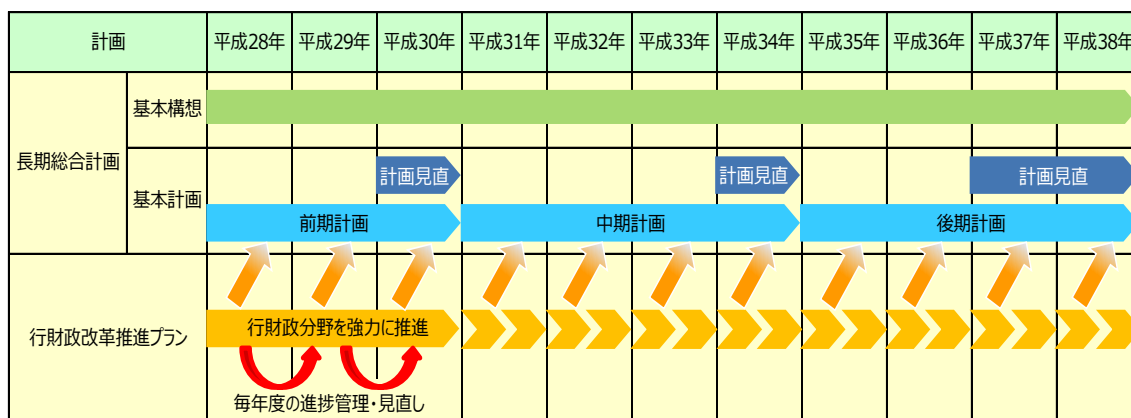 計画
平成28年
平成29年
平成30年
平成31年
平成32年
平成33年
平成34年
平成35年
平成36年
平成37年
平成38年
長期総合計画
基本構想
基本計画
計画見直
計画見直
計画見直
前期計画
中期計画
後期計画
行財政改革推進プラン
行財政分野を強力に推進
毎年度の進捗管理・見直し